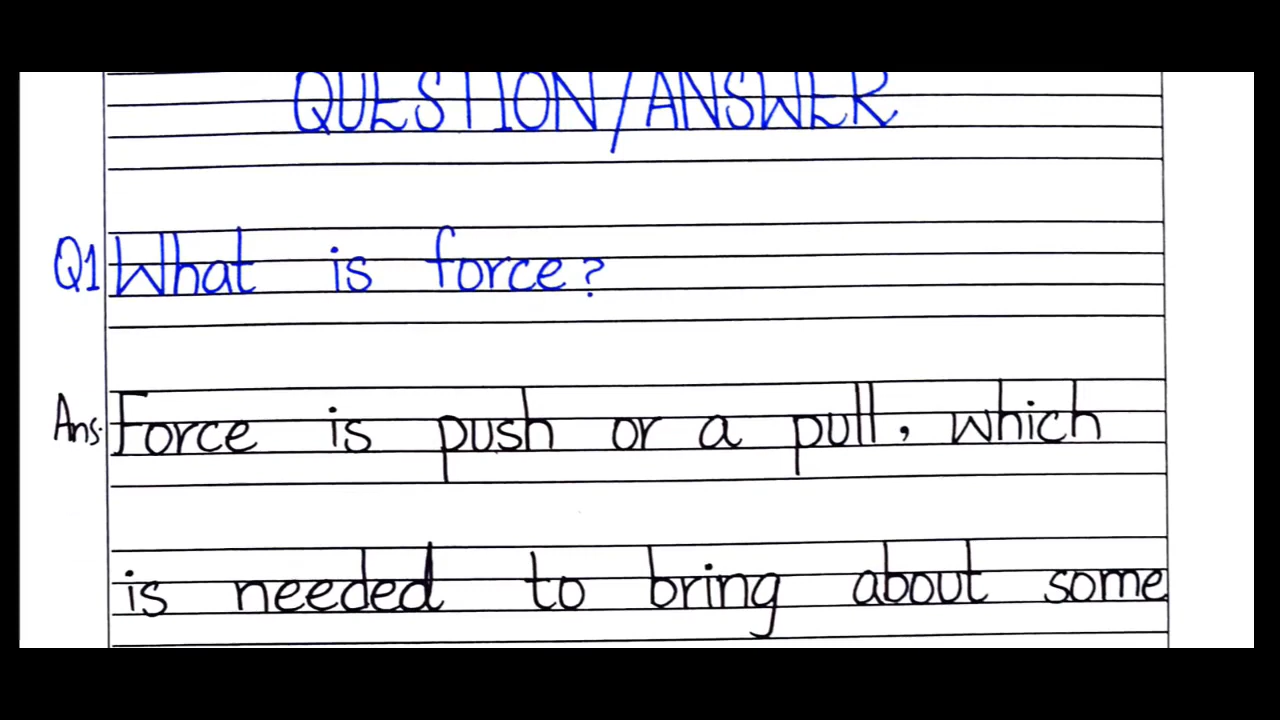 QUESTION/ANSWER
Q1 What is force?
Ans. Force is push or a pull, which
is needed to bring about some